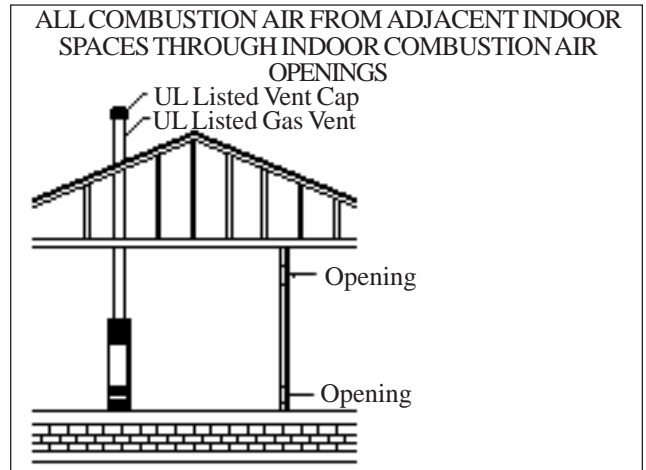 ALL COMBUSTION AIR FROM ADJACENT INDOOR
SPACES THROUGH INDOOR COMBUSTION AIR
OPENINGS
UL Listed Vent Cap
UL Listed Gas Vent
Opening
Opening